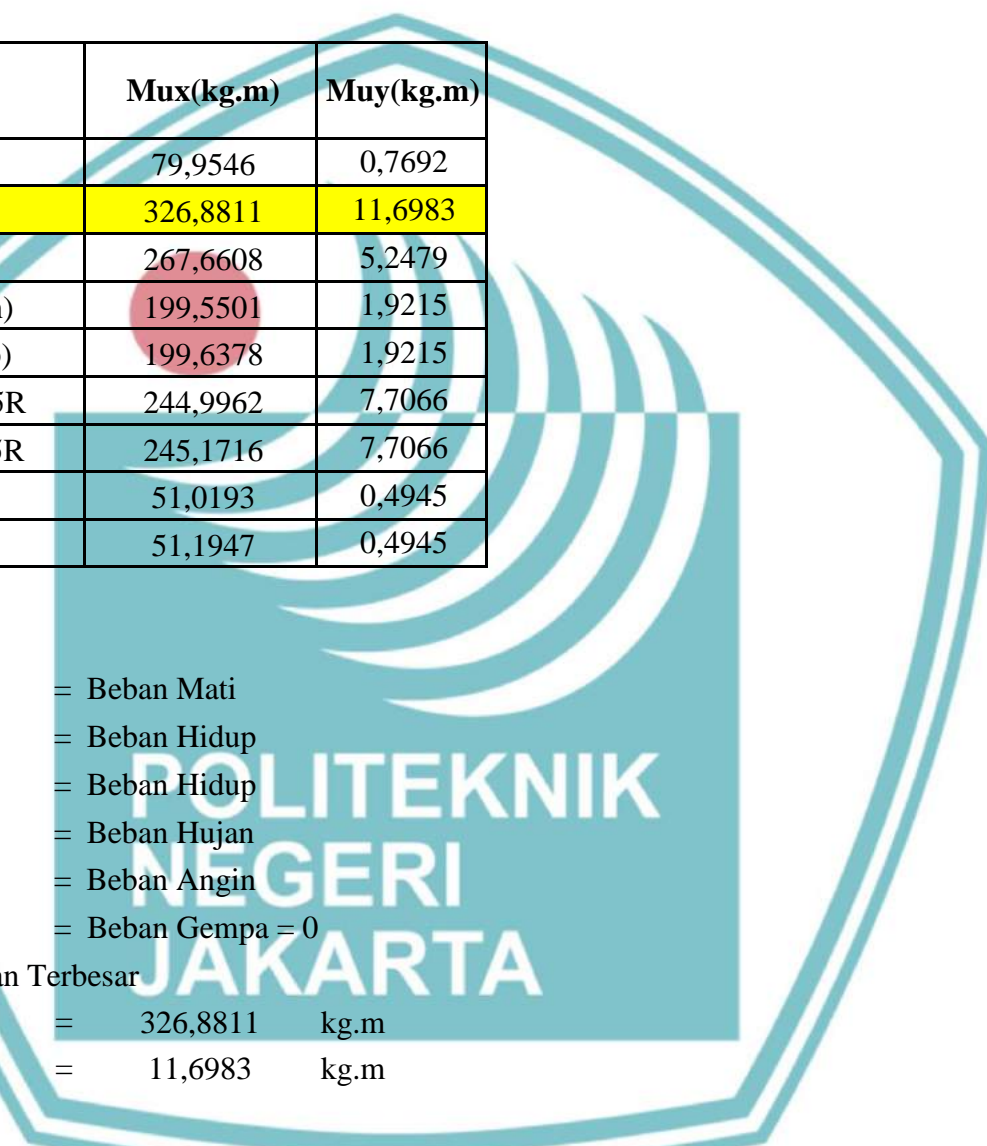 Mux(kg.m) Muy(kg.m)
79,9546 0,7692
326,8811 11,6983
267,6608 5,2479
) 199,5501 1,9215
) 199,6378 1,9215
R 244,9962 7,7066
R 245,1716 7,7066
51,0193 0,4945
51,1947 0,4945
= Beban Mati
= Beban Hidup
= Beban Hidup
= Beban Hujan
= Beban Angin
= Beban Gempa = 0
an Terbesar
= 326,8811 kg.m
= 11,6983 kg.m
POLITEKNIK
NEGERI
JAKARTA